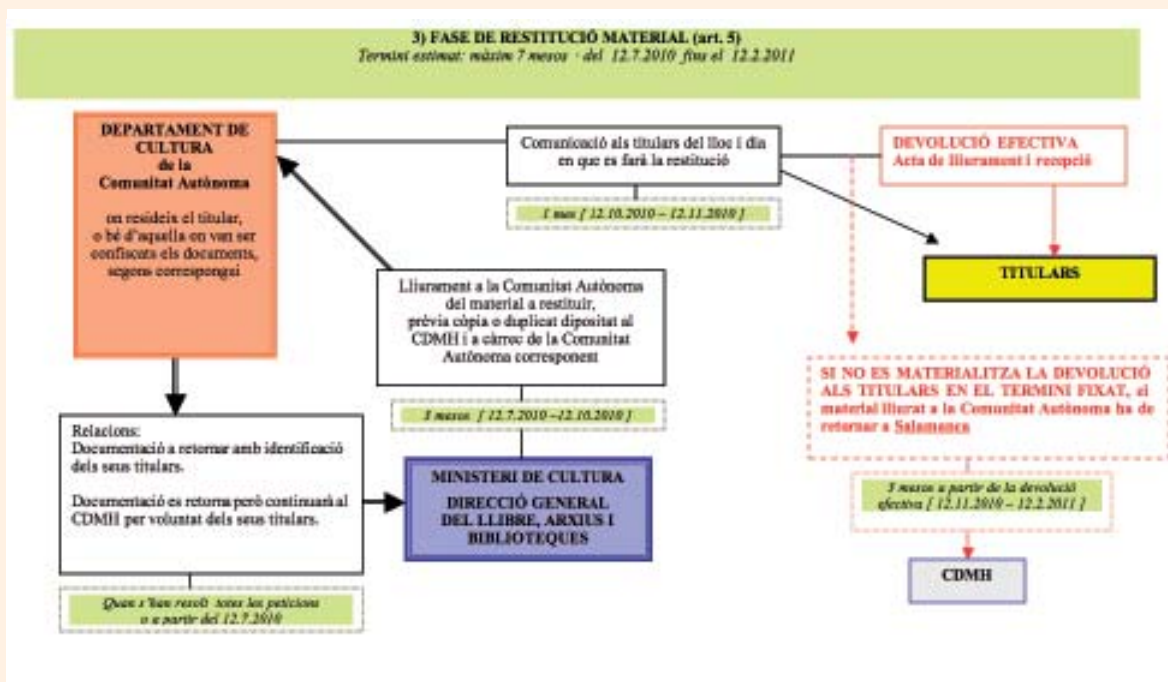 3) FASE DE RESTITUCIÓ MATERIAL (art. 5)
Termini estimat: màxim 7 mesos - del 12.7.2010 fins el 12.2.2011
DEPARTAMENT DE
CULTURA
de la
Comunitat Autònoma
on resideix el titular,
o bé d'aquella on van ser
confiscats els documents,
segons correspongui
Comunicació als titulars del lloc i dia
en que es farà la restitució
1 mes [ 12.10.2010 – 12.11.2010 ]
DEVOLUCIÓ EFECTIVA
Acta de lliurament i recepció
TITULARS
Lliurament a la Comunitat Autònoma
del material a restituir,
prèvia còpia o duplicat dipositat al
CDMH i a càrrec de la Comunitat
Autònoma corresponent
3 mesos [ 12.7.2010 –12.10.2010 ]
SI NO ES MATERIALITZA LA DEVOLUCIÓ
ALS TITULARS EN EL TERMINI FIXAT, el
material lliurat a la Comunitat Autònoma ha de
retornar a Salamanca
3 mesos a partir de la devolució
efectiva [ 12.11.2010 – 12.2.2011 ]
CDMH
Relacions:
Documentació a retornar amb identificació
dels seus titulars.
Documentació es retorna però continuarà al
CDMH per voluntat dels seus titulars.
MINISTERI DE CULTURA
DIRECCIÓ GENERAL
DEL LLIBRE, ARXIUS I
BIBLIOTEQUES
Quan s'han resolt totes les peticions
o a partir del 12.7.2010